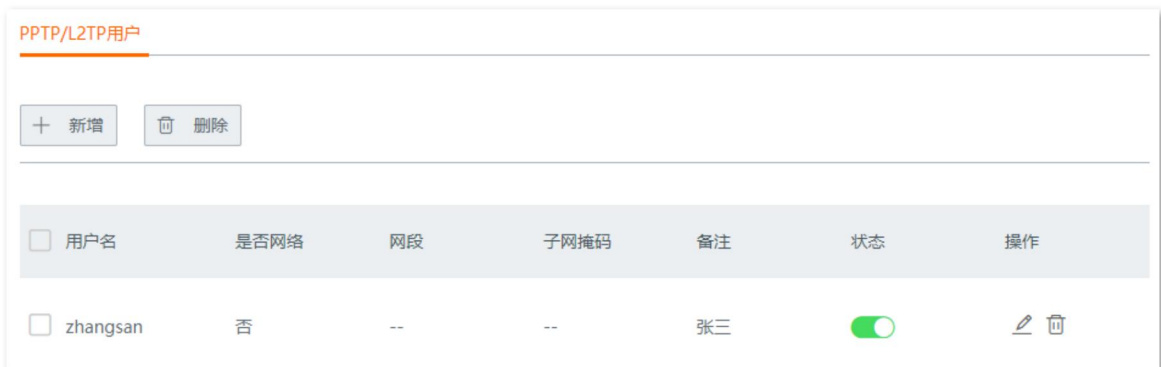 PPTP/L2TP用户
新增 删除
用户名 是否网络 网段 子网掩码 备注 状态 操作
zhangsan 否 -- -- 张三